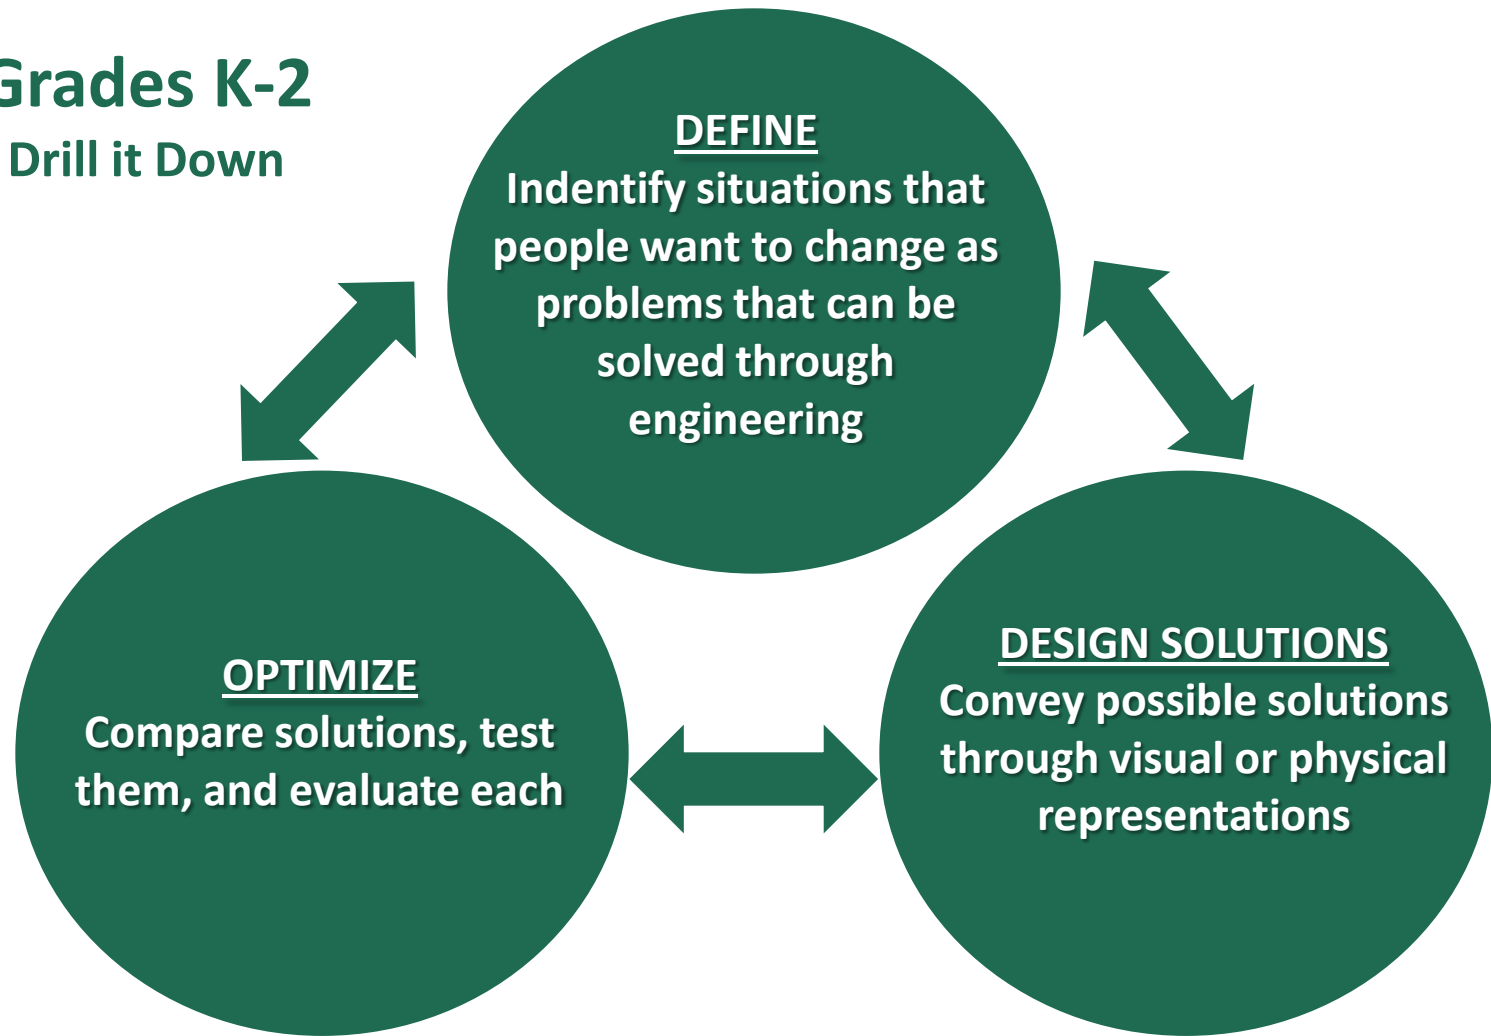 Grades K-2
Drill it Down
DEFINE
Indentify situations that
people want to change as
problems that can be
solved through
engineering
OPTIMIZE
Compare solutions, test
them, and evaluate each
DESIGN SOLUTIONS
Convey possible solutions
through visual or physical
representations